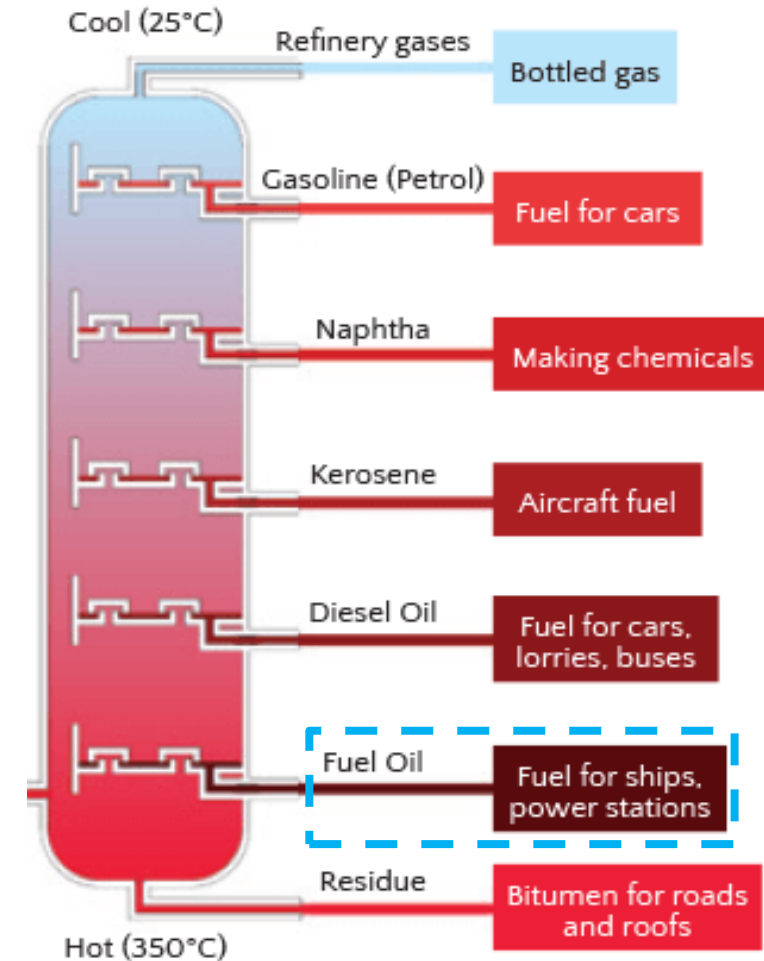 Cool (25°C)
Refinery gases
Bottled gas
Gasoline (Petrol)
Fuel for cars
Naphtha
Making chemicals
Kerosene
Aircraft fuel
Diesel Oil
Fuel for cars,
lorries, buses
Fuel Oil
Fuel for ships,
power stations
Residue
Bitumen for roads
and roofs
Hot (350°C)